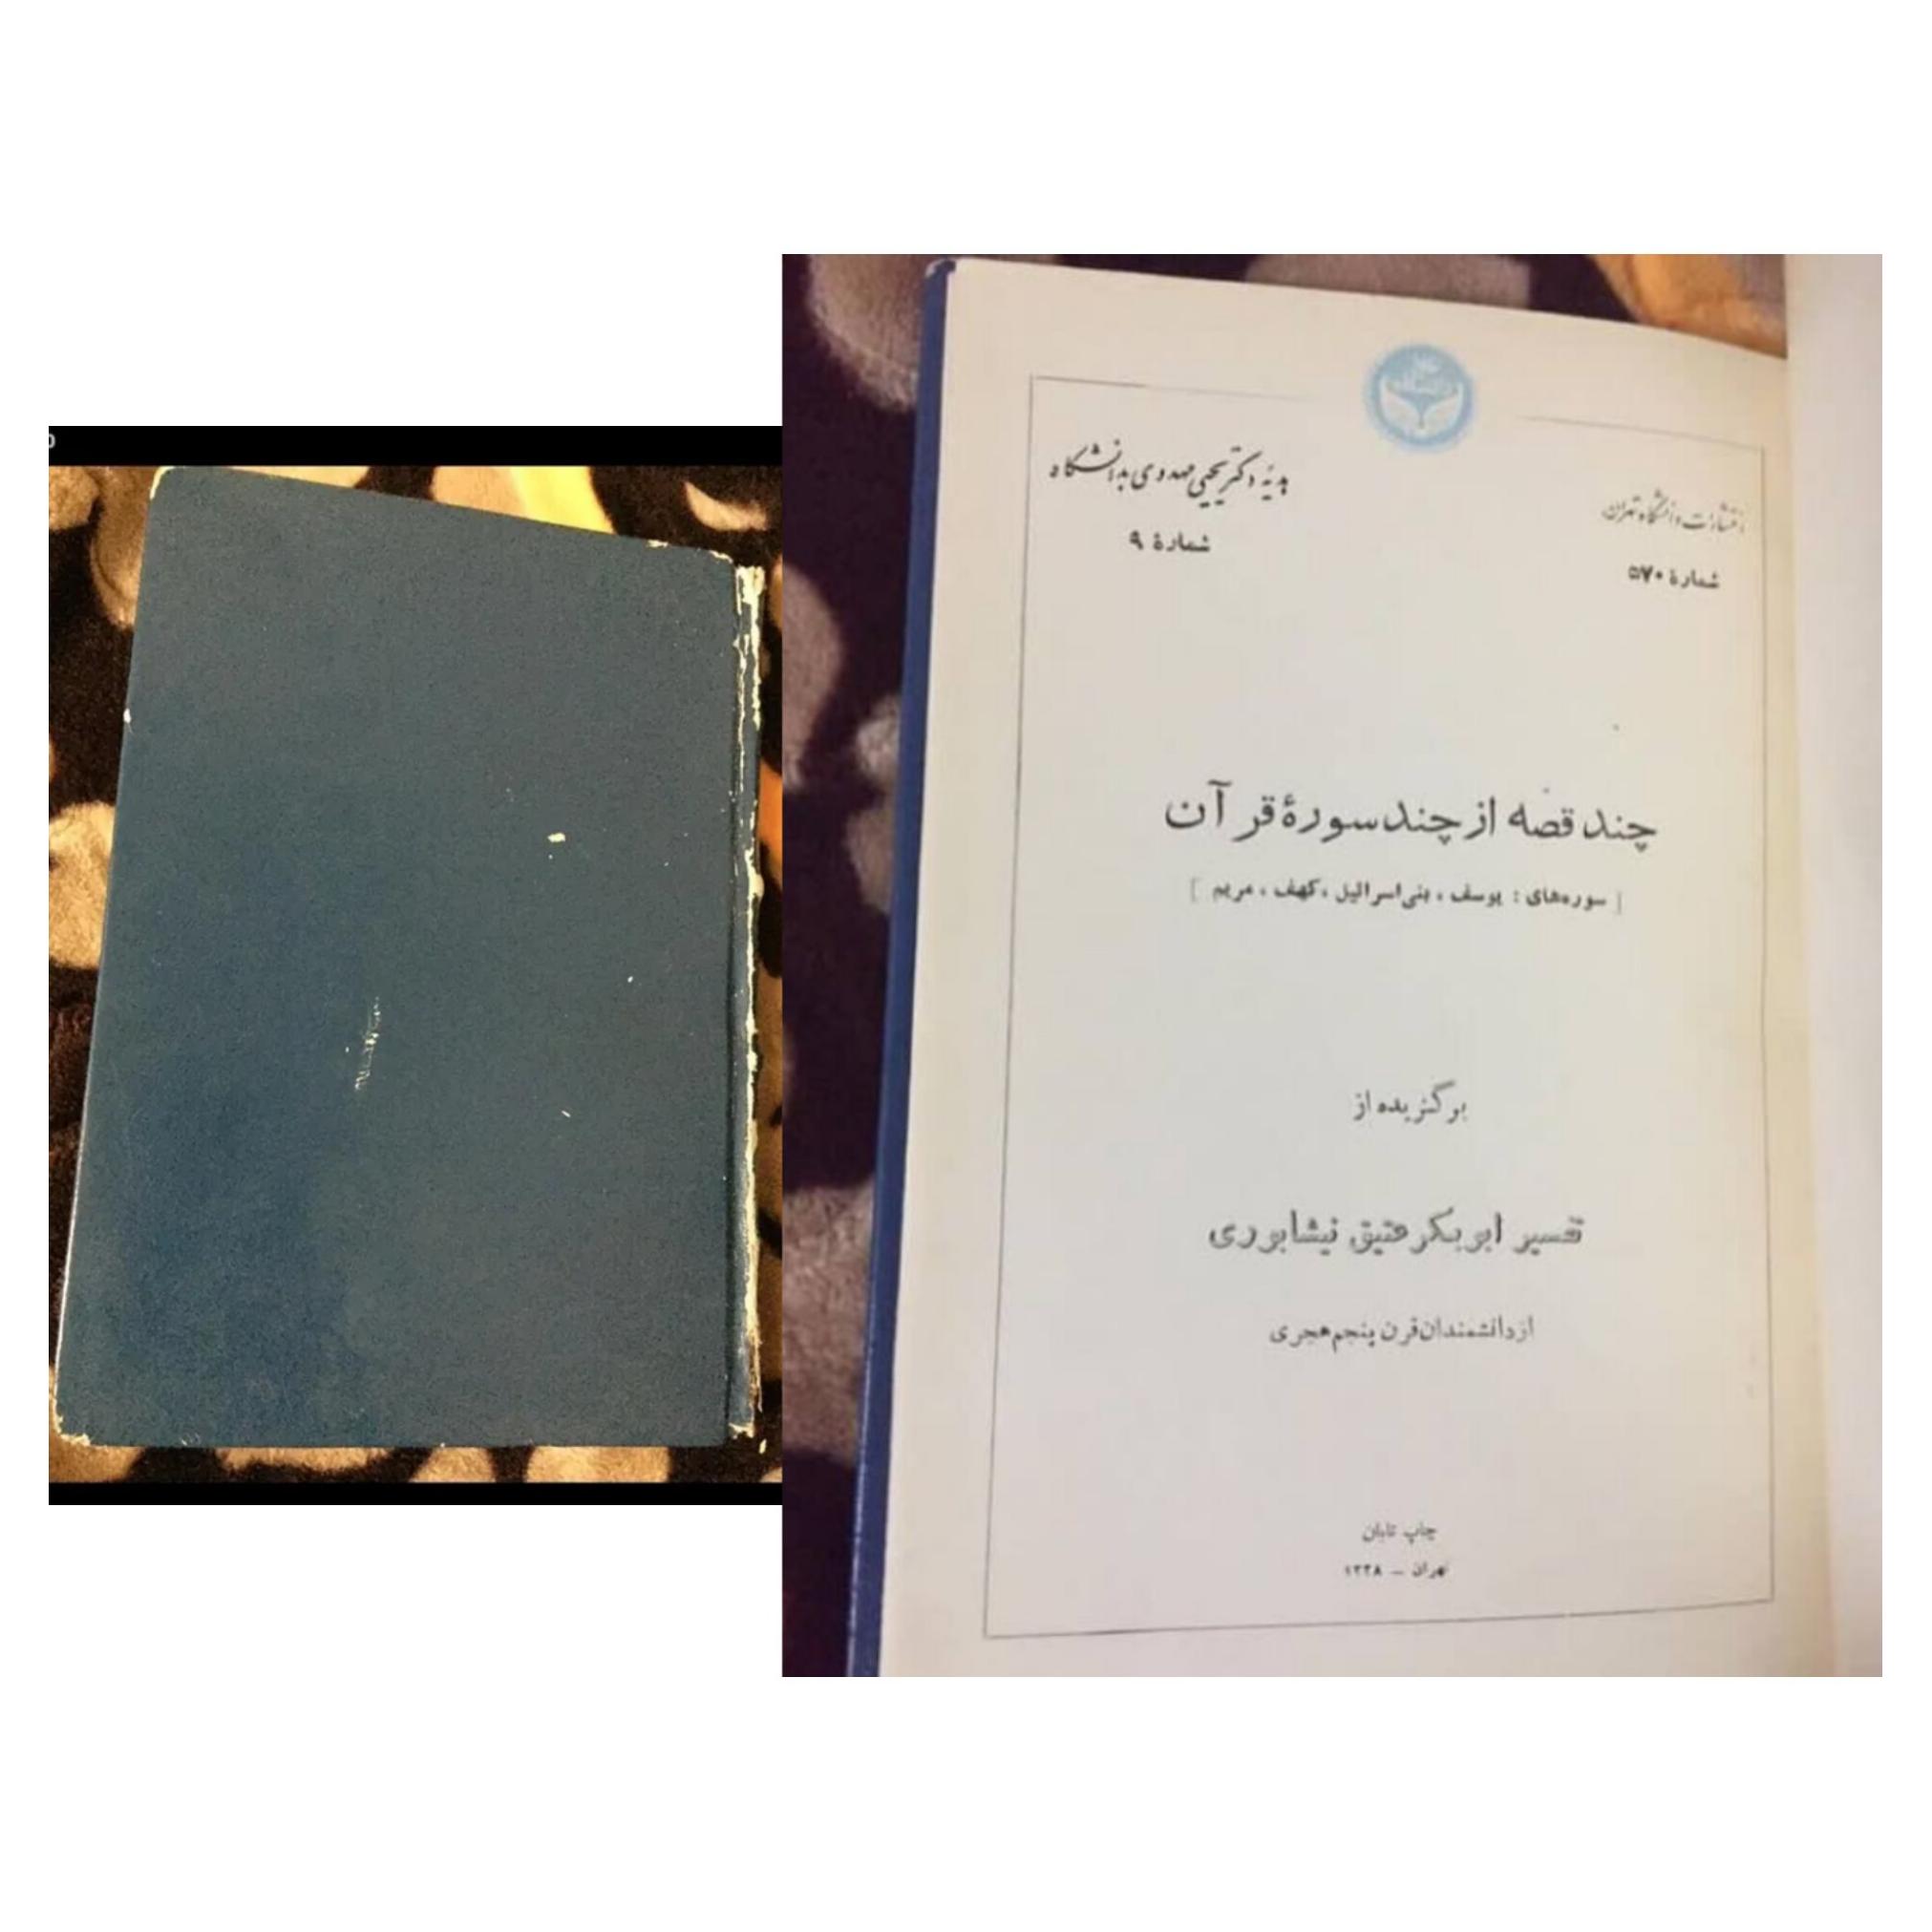 انتشارات دانشگاه تهران
شمارهٔ ۵۷۰
هدیهٔ دکتر یحیی مهدوی بدانشگاه
شمارهٔ ۹
چند قصه از چند سورهٔ قرآن
[ سوره‌های : یوسف ، بنی‌اسرائیل ، کهف ، مریم ]
برگزیده از
تفسیر ابوبکر عتیق نیشابوری
از دانشمندان قرن پنجم هجری
چاپ تابان
تهران – ۱۳۳۸